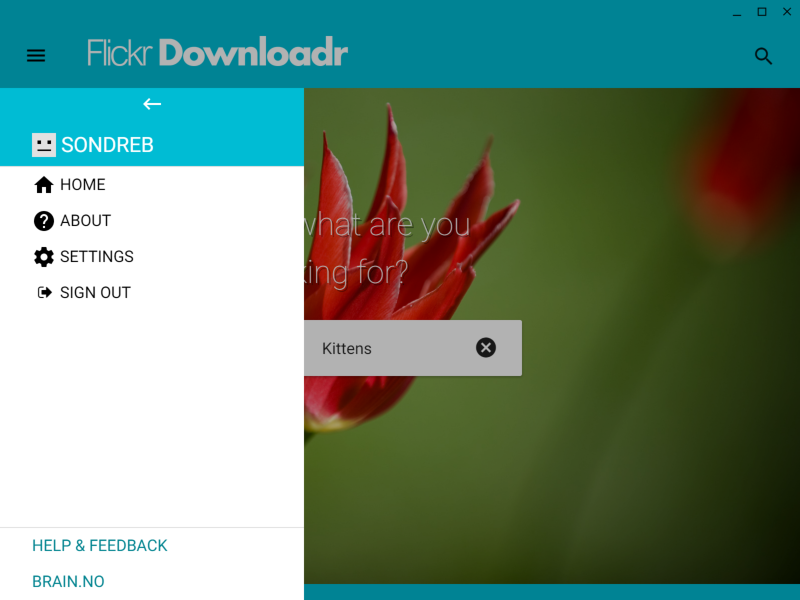 Flickr Downloadr
SONDREB
HOME
ABOUT
SETTINGS
SIGN OUT
what are you
king for?
Kittens
HELP & FEEDBACK
BRAIN.NO